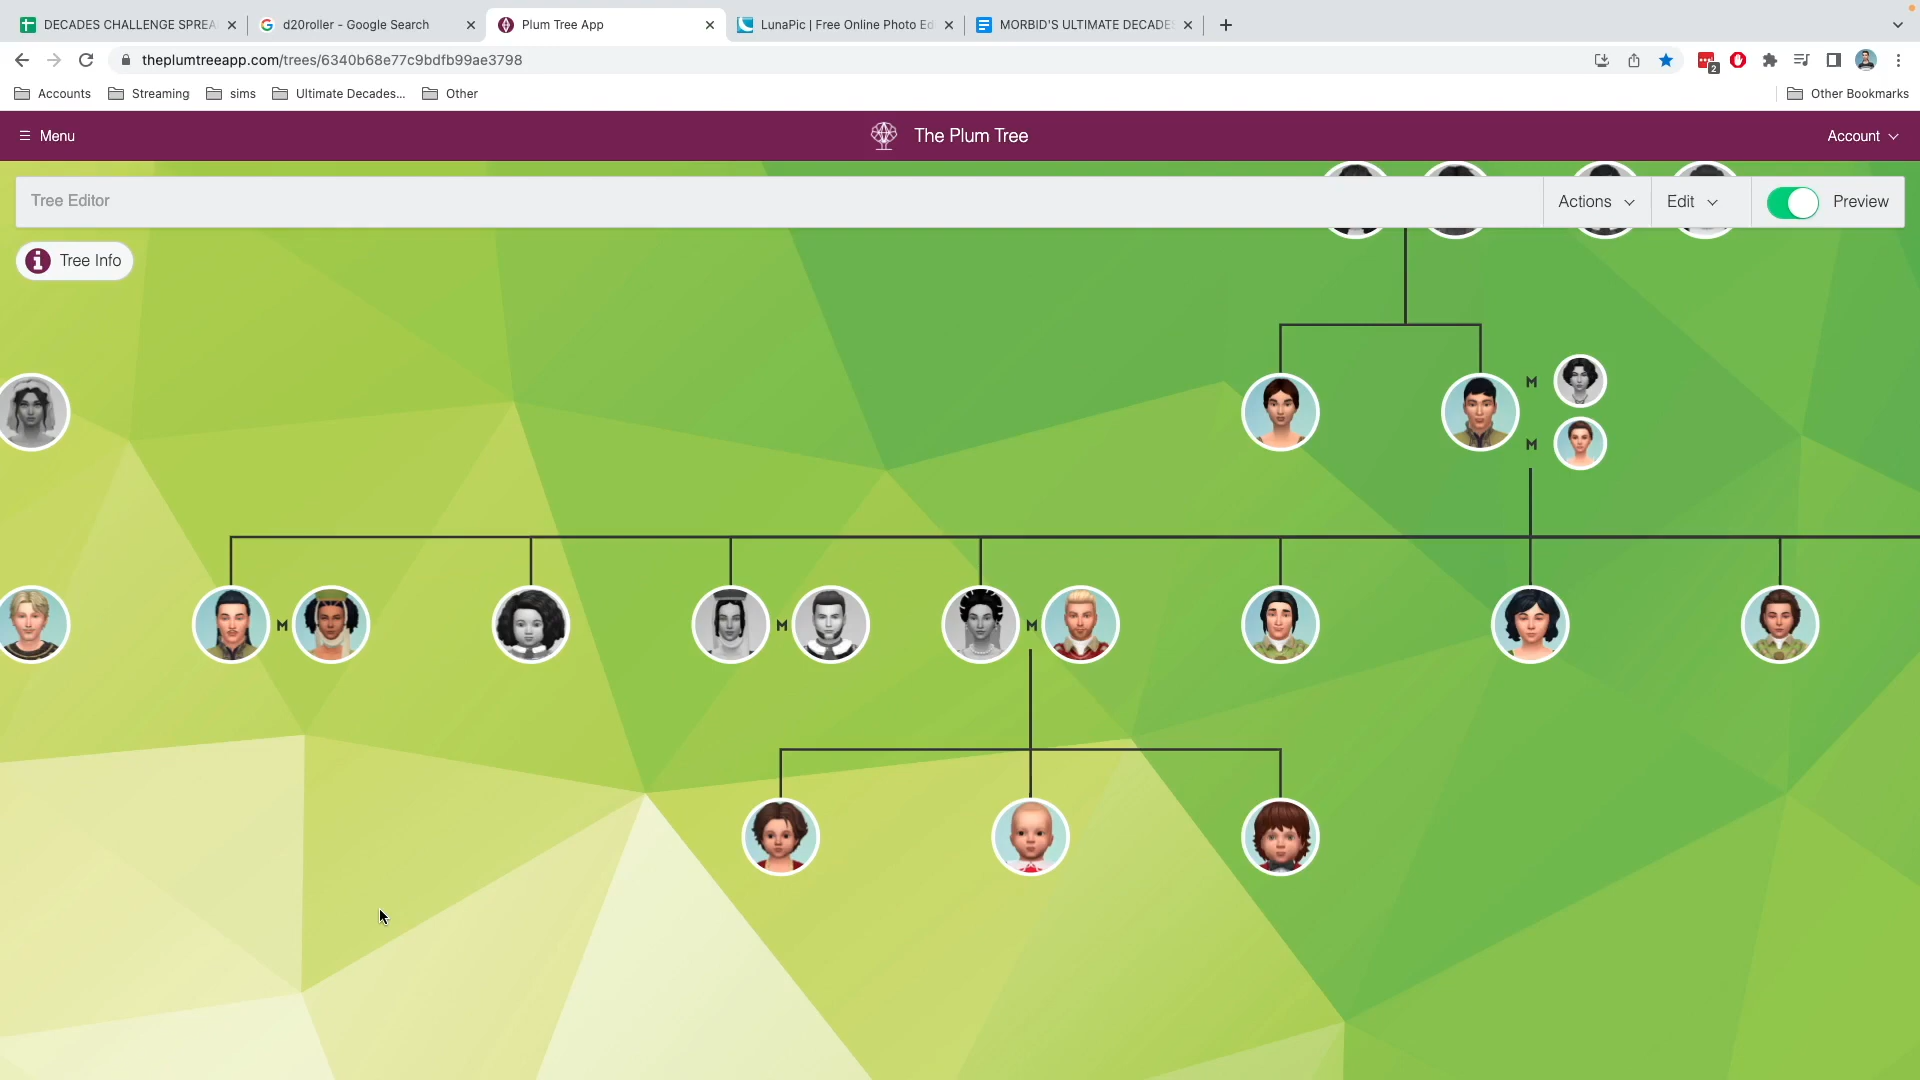 DECADES CHALLENGE SPREA
d20roller - Google Search
Plum Tree App
LunaPic | Free Online Photo Ed
MORBID'S ULTIMATE DECADES
theplumtreeapp.com/trees/6340b68e77c9bdfb99ae3798
2
Accounts
Streaming
sims
Ultimate Decades...
Other
Other Bookmarks
Menu
The Plum Tree
Account
Tree Editor
Actions
Edit
Preview
Tree Info
M
M
M
M
M